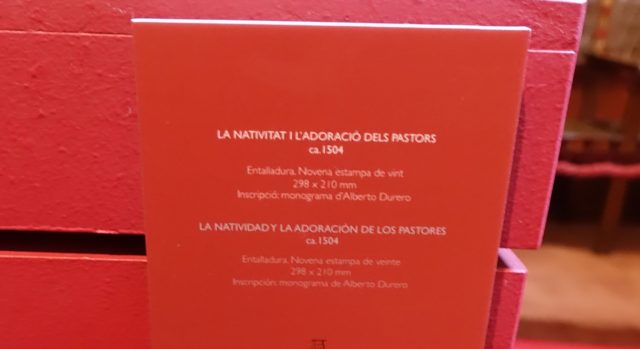 LA NATIVITAT I L'ADORACIÓ DELS PASTORS
ca.1504
Entalladura. Novena estampa de vint
298 x 210 mm
Inscripció: monograma d'Alberto Durero
LA NATIVIDAD Y LA ADORACIÓN DE LOS PASTORES
ca.1504
Entalladura. Novena estampa de veinte
298 x 210 mm
Inscripción: monograma de Alberto Durero